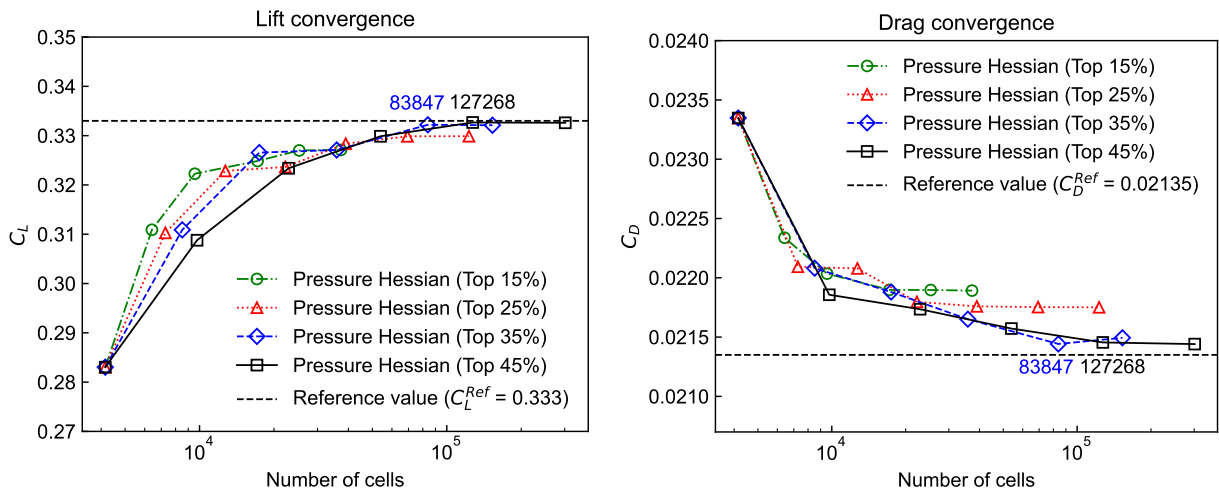 Lift convergence
0.35
0.34
0.33
0.32
0.31
0.30
0.29
0.28
0.27
C_L
83847 127268
Pressure Hessian (Top 15%)
Pressure Hessian (Top 25%)
Pressure Hessian (Top 35%)
Pressure Hessian (Top 45%)
Reference value (C_L^Ref = 0.333)
10^4 10^5
Number of cells
Drag convergence
0.0240
0.0235
0.0230
0.0225
0.0220
0.0215
0.0210
C_D
Pressure Hessian (Top 15%)
Pressure Hessian (Top 25%)
Pressure Hessian (Top 35%)
Pressure Hessian (Top 45%)
Reference value (C_D^Ref = 0.02135)
83847 127268
10^4 10^5
Number of cells